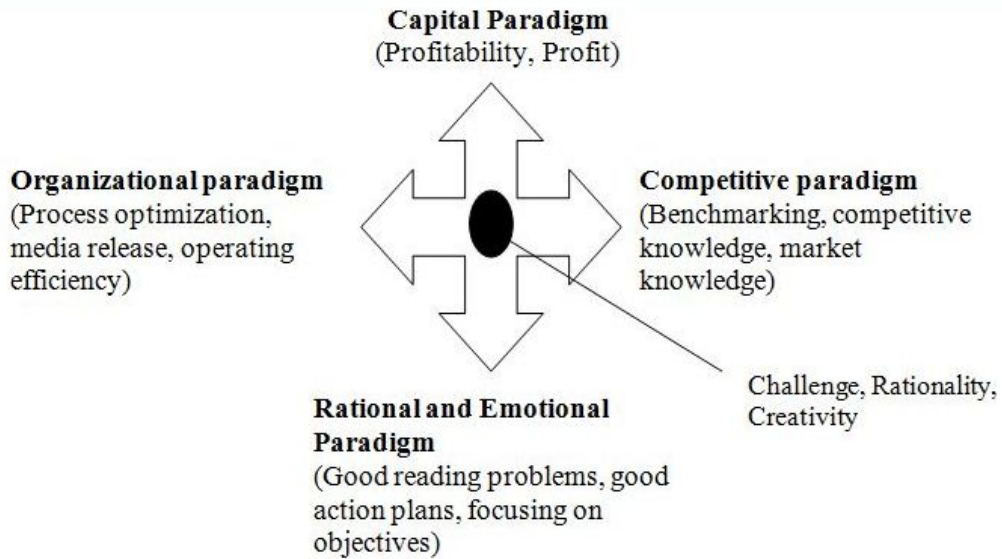 Capital Paradigm
(Profitability, Profit)
Organizational paradigm
(Process optimization,
media release, operating
efficiency)
Competitive paradigm
(Benchmarking, competitive
knowledge, market
knowledge)
Challenge, Rationality,
Creativity
Rational and Emotional
Paradigm
(Good reading problems, good
action plans, focusing on
objectives)